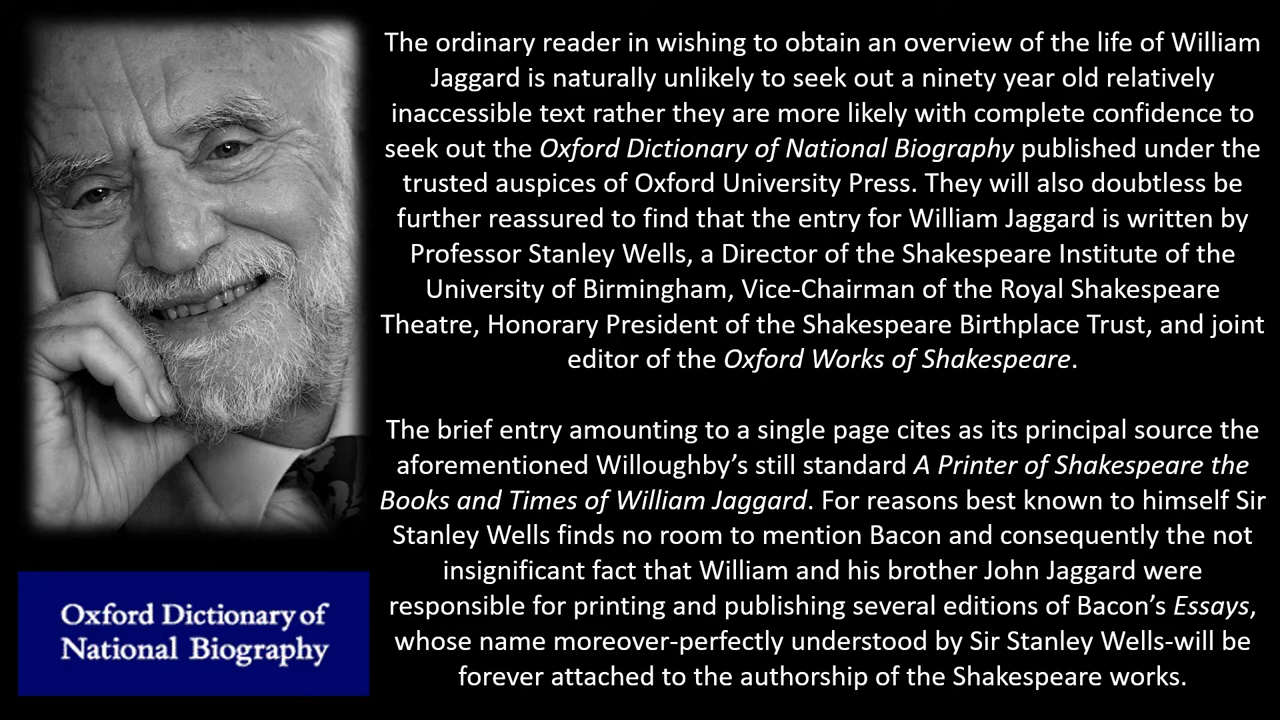 The ordinary reader in wishing to obtain an overview of the life of William
Jaggard is naturally unlikely to seek out a ninety year old relatively
inaccessible text rather they are more likely with complete confidence to
seek out the Oxford Dictionary of National Biography published under the
trusted auspices of Oxford University Press. They will also doubtless be
further reassured to find that the entry for William Jaggard is written by
Professor Stanley Wells, a Director of the Shakespeare Institute of the
University of Birmingham, Vice-Chairman of the Royal Shakespeare
Theatre, Honorary President of the Shakespeare Birthplace Trust, and joint
editor of the Oxford Works of Shakespeare.
The brief entry amounting to a single page cites as its principal source the
aforementioned Willoughby’s still standard A Printer of Shakespeare the
Books and Times of William Jaggard. For reasons best known to himself Sir
Stanley Wells finds no room to mention Bacon and consequently the not
insignificant fact that William and his brother John Jaggard were
responsible for printing and publishing several editions of Bacon’s Essays,
whose name moreover-perfectly understood by Sir Stanley Wells-will be
forever attached to the authorship of the Shakespeare works.
Oxford Dictionary of
National Biography